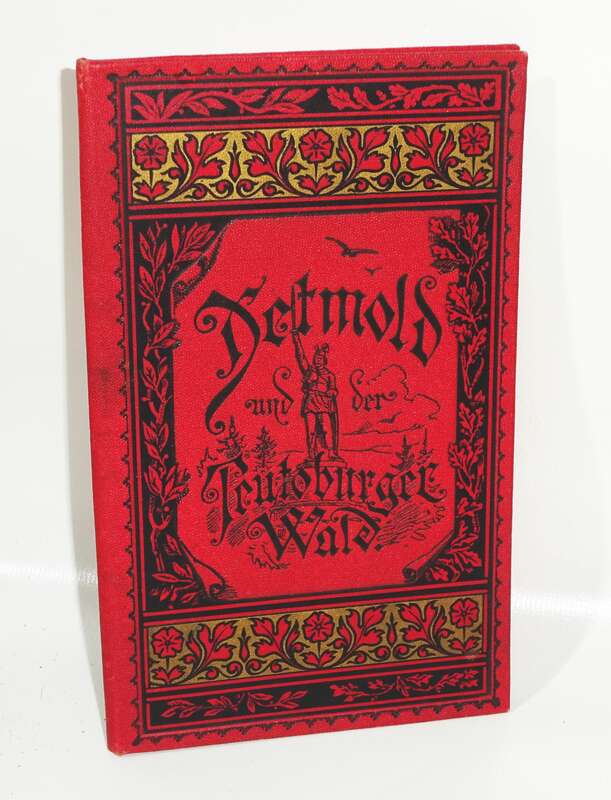 Detmold
und der
Teutoburger
Wald.